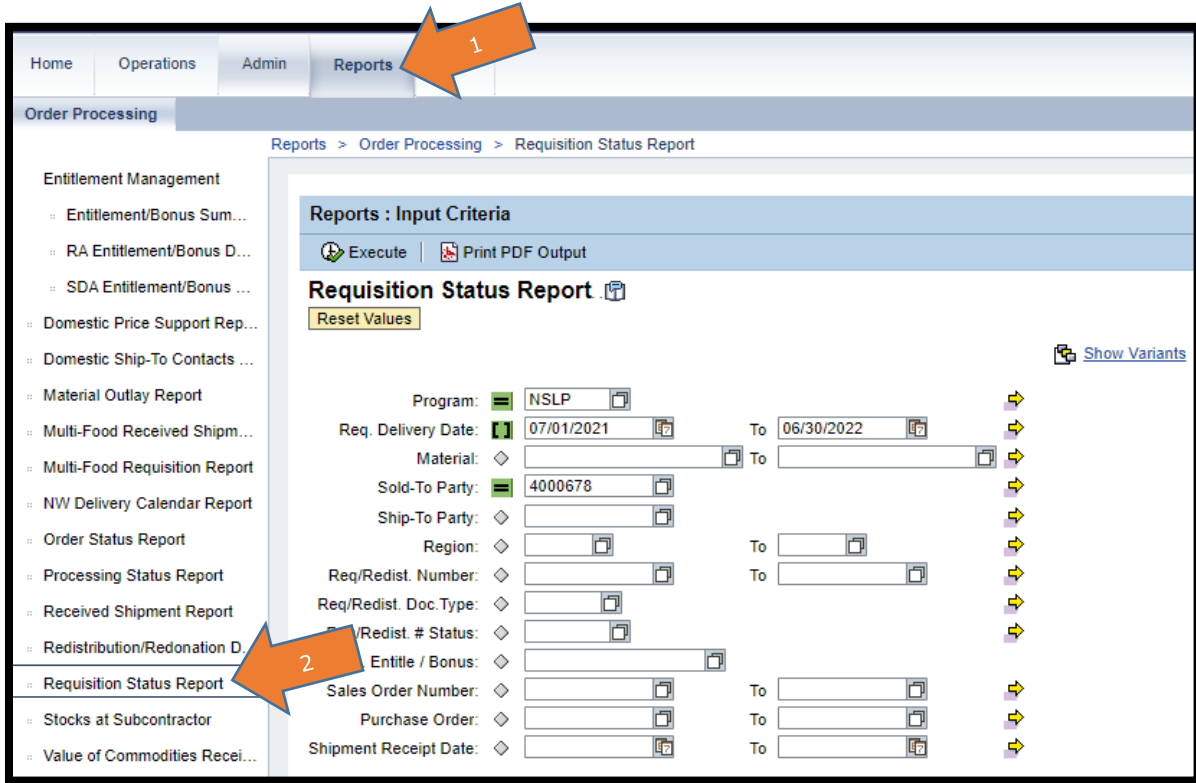 1
Home Operations Admin Reports
Order Processing
Reports > Order Processing > Requisition Status Report
Entitlement Management
Entitlement/Bonus Sum...
RA Entitlement/Bonus D...
SDA Entitlement/Bonus ...
Domestic Price Support Rep...
Domestic Ship-To Contacts ...
Material Outlay Report
Multi-Food Received Shipm...
Multi-Food Requisition Report
NW Delivery Calendar Report
Order Status Report
Processing Status Report
Received Shipment Report
Redistribution/Redonation D...
2
Requisition Status Report
Stocks at Subcontractor
Value of Commodities Recei...
Reports : Input Criteria
Execute Print PDF Output
Requisition Status Report
Reset Values
Show Variants
Program: NSLP
Req. Delivery Date: 07/01/2021 To 06/30/2022
Material: To
Sold-To Party: 4000678
Ship-To Party:
Region: To
Req/Redist. Number: To
Req/Redist. Doc.Type:
/Redist. # Status:
Entitle / Bonus:
Sales Order Number: To
Purchase Order: To
Shipment Receipt Date: To